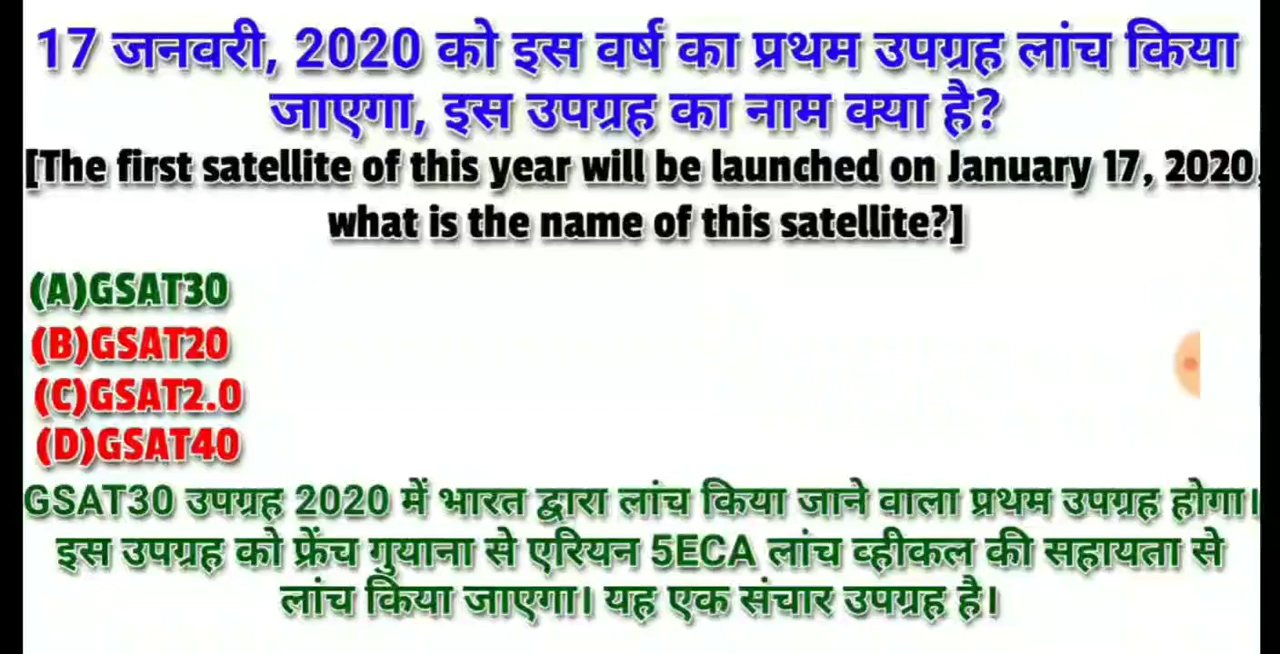 17 जनवरी, 2020 को इस वर्ष का प्रथम उपग्रह लांच किया
जाएगा, इस उपग्रह का नाम क्या है?
[The first satellite of this year will be launched on January 17, 2020,
what is the name of this satellite?]
(A)GSAT30
(B)GSAT20
(C)GSAT2.0
(D)GSAT40
GSAT30 उपग्रह 2020 में भारत द्वारा लांच किया जाने वाला प्रथम उपग्रह होगा।
इस उपग्रह को फ्रेंच गुयाना से एरियन 5ECA लांच व्हीकल की सहायता से
लांच किया जाएगा। यह एक संचार उपग्रह है।